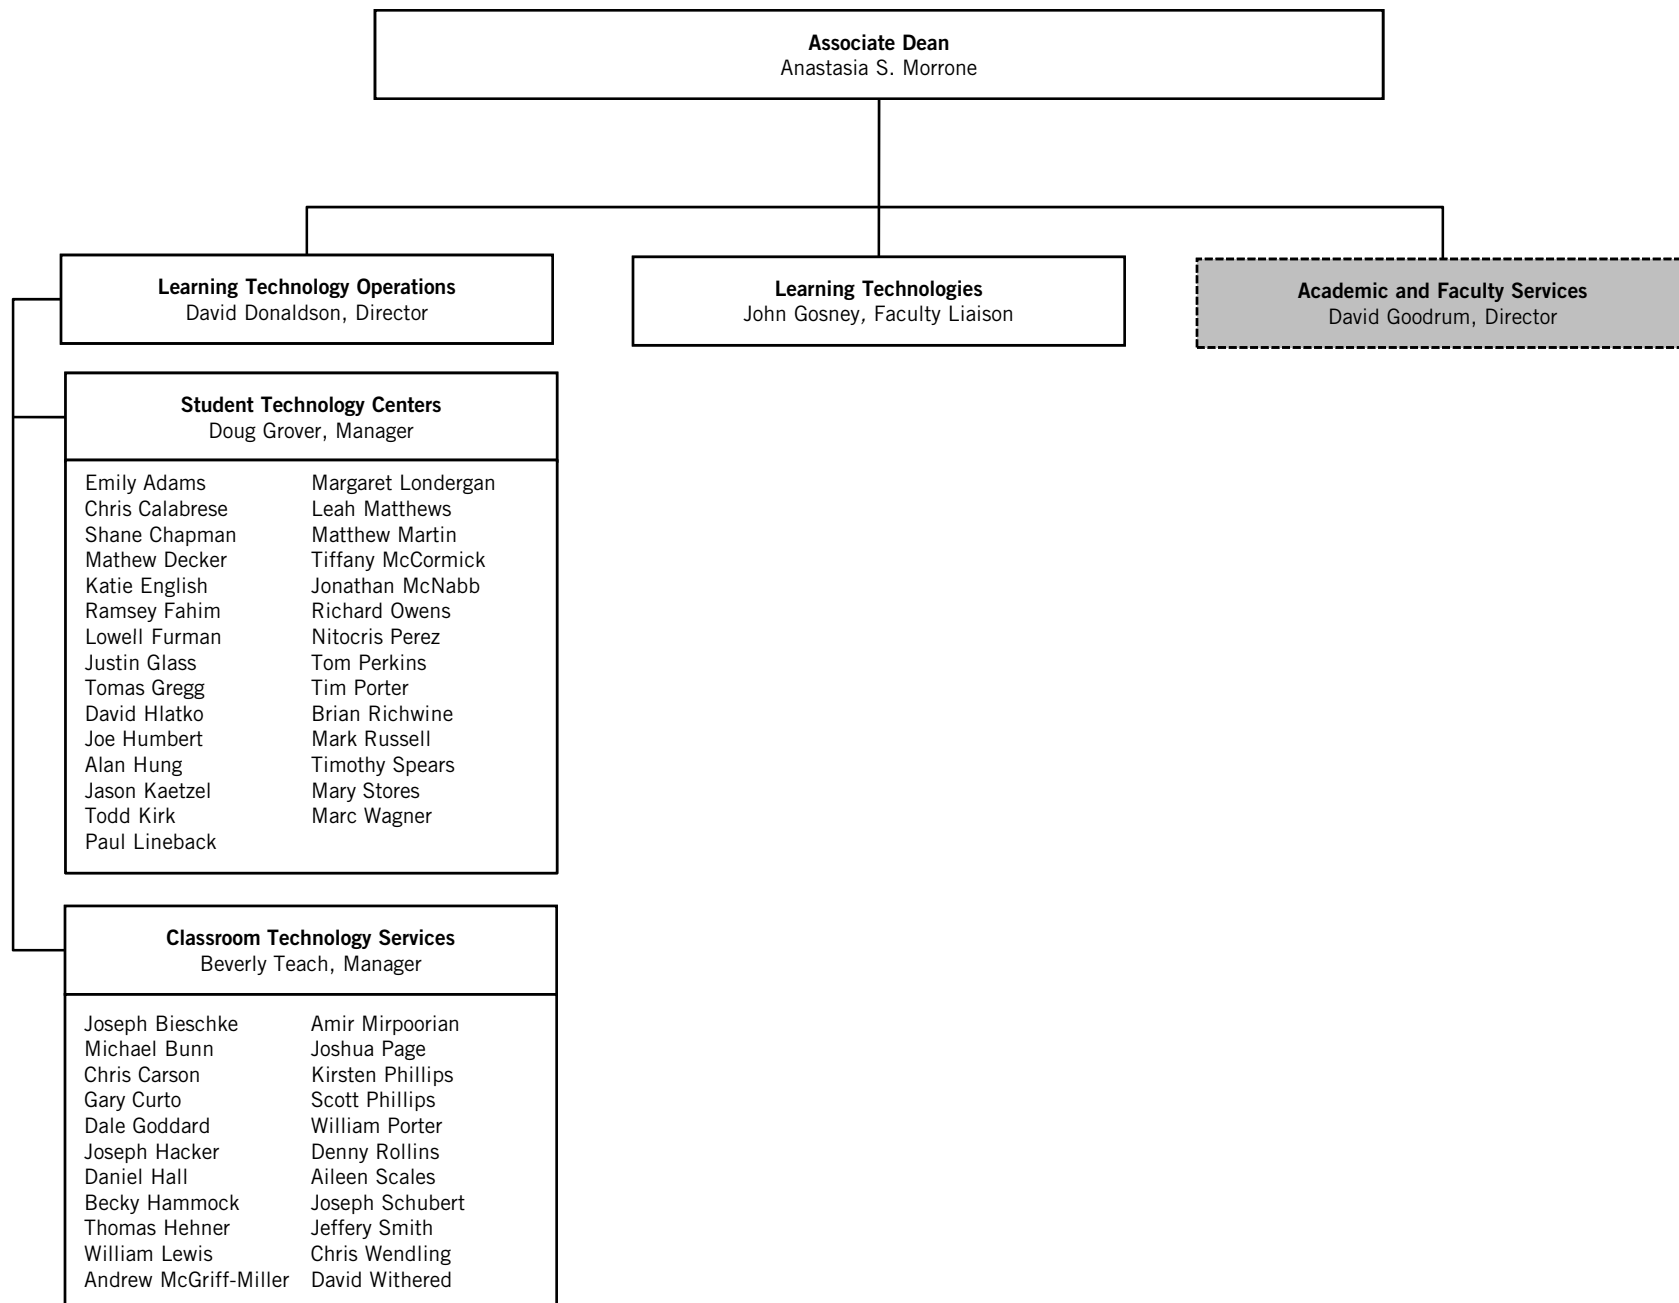 Associate Dean
Anastasia S. Morrone
Learning Technology Operations
David Donaldson, Director
Learning Technologies
John Gosney, Faculty Liaison
Academic and Faculty Services
David Goodrum, Director
Student Technology Centers
Doug Grover, Manager
Emily Adams
Chris Calabrese
Shane Chapman
Mathew Decker
Katie English
Ramsey Fahim
Lowell Furman
Justin Glass
Tomas Gregg
David Hlatko
Joe Humbert
Alan Hung
Jason Kaetzel
Todd Kirk
Paul Lineback
Margaret Londergan
Leah Matthews
Matthew Martin
Tiffany McCormick
Jonathan McNabb
Richard Owens
Nitocris Perez
Tom Perkins
Tim Porter
Brian Richwine
Mark Russell
Timothy Spears
Mary Stores
Marc Wagner
Classroom Technology Services
Beverly Teach, Manager
Joseph Bieschke
Michael Bunn
Chris Carson
Gary Curto
Dale Goddard
Joseph Hacker
Daniel Hall
Becky Hammock
Thomas Hehner
William Lewis
Andrew McGriff-Miller
Amir Mirpoorian
Joshua Page
Kirsten Phillips
Scott Phillips
William Porter
Denny Rollins
Aileen Scales
Joseph Schubert
Jeffery Smith
Chris Wendling
David Withered